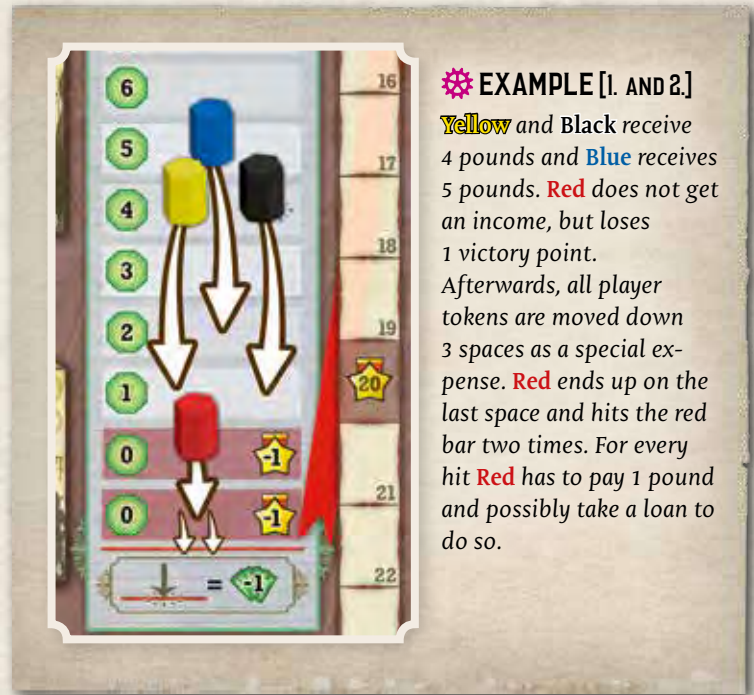 6
5
4
3
2
1
0
-1
0
-1
= -1
16
17
18
19
20
21
22
EXAMPLE [1. AND 2.]
Yellow and Black receive
4 pounds and Blue receives
5 pounds. Red does not get
an income, but loses
1 victory point.
Afterwards, all player
tokens are moved down
3 spaces as a special ex-
pense. Red ends up on the
last space and hits the red
bar two times. For every
hit Red has to pay 1 pound
and possibly take a loan to
do so.